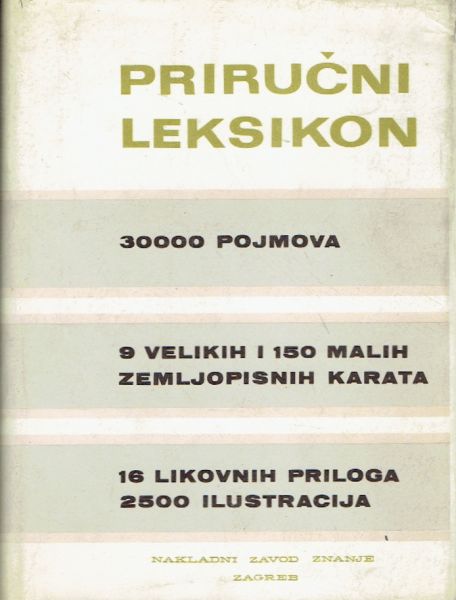 PRIRUČNI
LEKSIKON
30000 POJMOVA
9 VELIKIH I 150 MALIH
ZEMLJOPISNIH KARATA
16 LIKOVNIH PRILOGA
2500 ILUSTRACIJA
NAKLADNI ZAVOD ZNANJE
ZAGREB